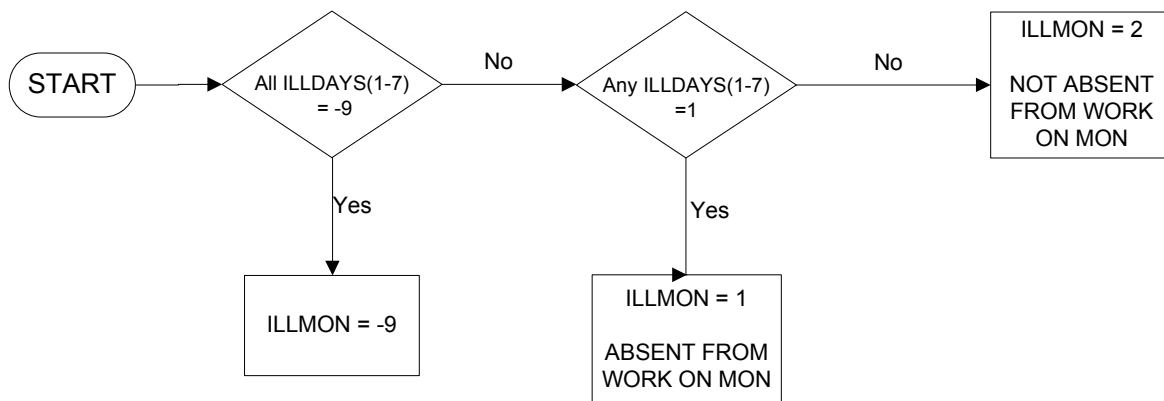 START
All ILLDAYS(1-7)
= -9
No
Any ILLDAYS(1-7)
=1
No
ILLMON = 2
NOT ABSENT
FROM WORK
ON MON
Yes
Yes
ILLMON = -9
ILLMON = 1
ABSENT FROM
WORK ON MON